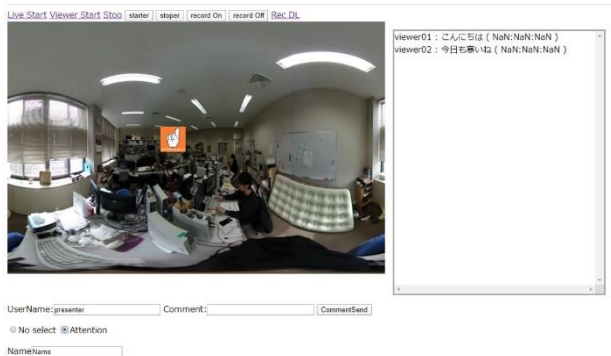 Live Start Viewer Start Stop starter stoper record On record Off Rec DL
viewer01 : こんにちは ( NaN:NaN:NaN )
viewer02 : 今日も寒いね ( NaN:NaN:NaN )
UserName: presenter Comment: CommentSend
No select Attention
Name Name